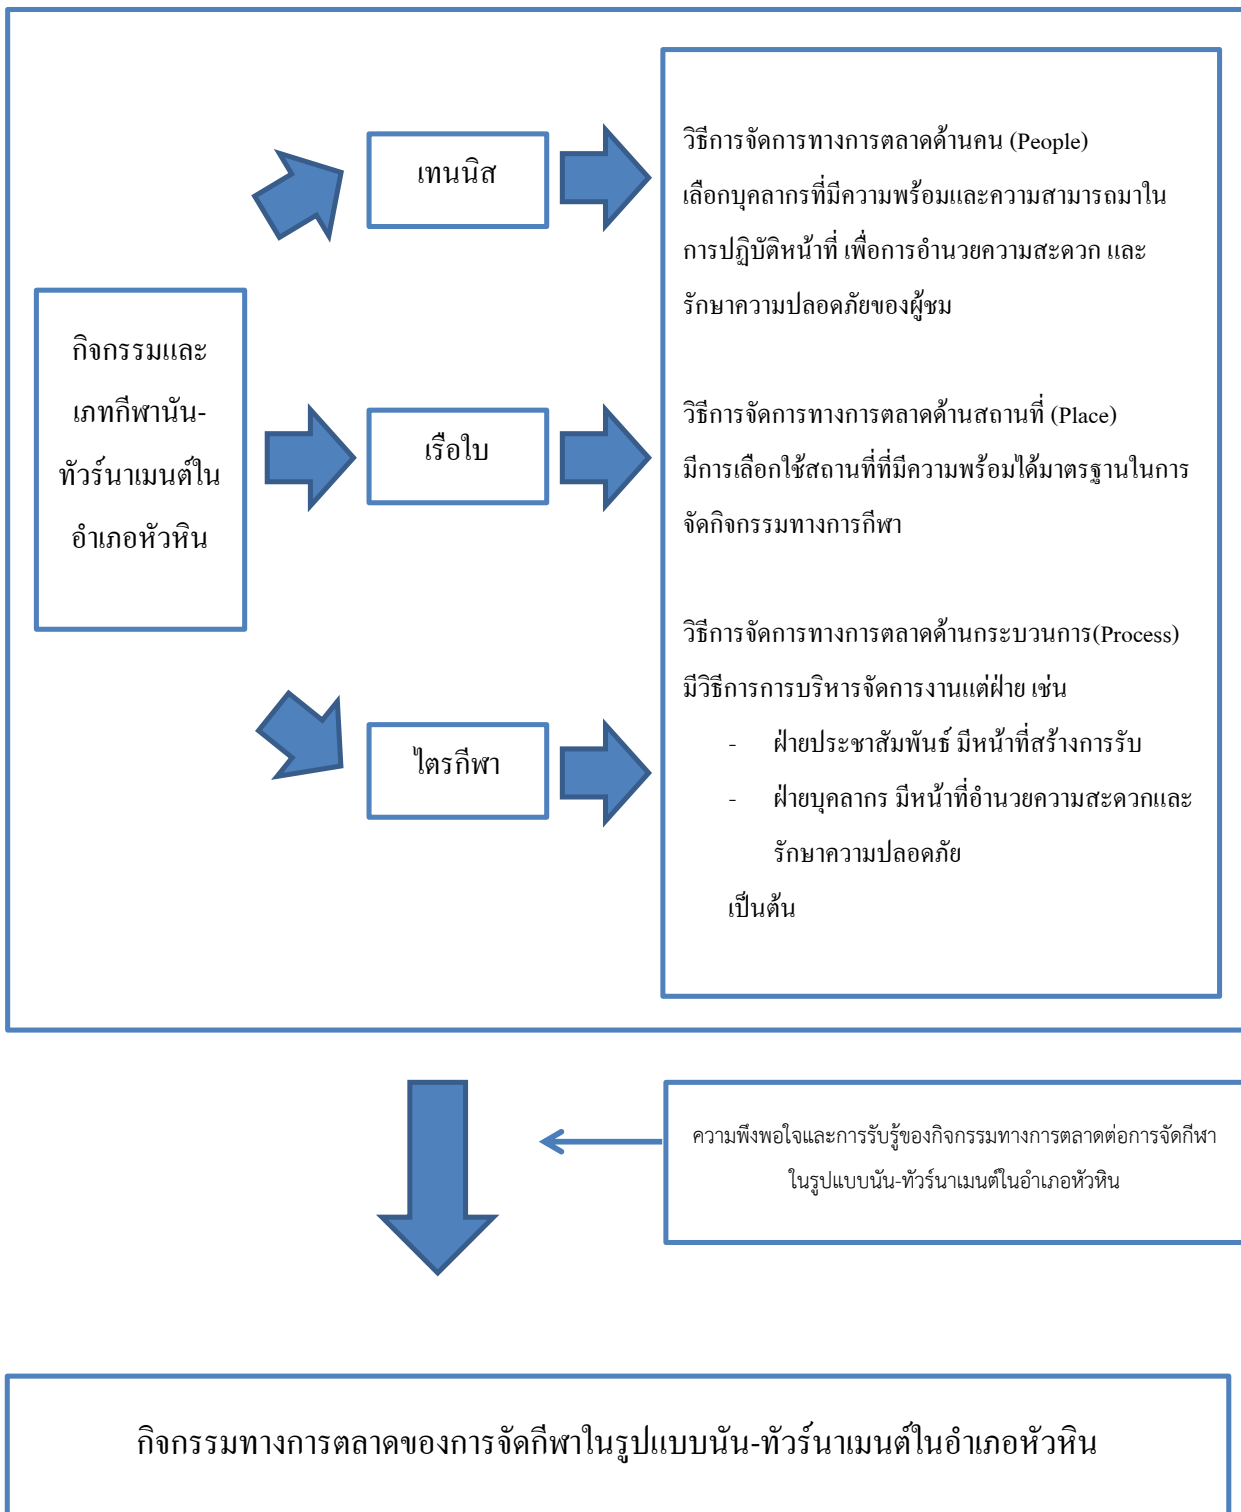 กิจกรรมและ
เภทกีฬานัน-
ทัวร์นาเมนต์ใน
อำเภอหัวหิน
เทนนิส
เรือใบ
ไตรกีฬา
วิธีการจัดการทางการตลาดด้านคน (People)
เลือกบุคลากรที่มีความพร้อมและความสามารถมาใน
การปฏิบัติหน้าที่ เพื่อการอำนวยความสะดวก และ
รักษาความปลอดภัยของผู้ชม
วิธีการจัดการทางการตลาดด้านสถานที่ (Place)
มีการเลือกใช้สถานที่ที่มีความพร้อมได้มาตรฐานในการ
จัดกิจกรรมทางการกีฬา
วิธีการจัดการทางการตลาดด้านกระบวนการ(Process)
มีวิธีการการบริหารจัดการงานแต่ฝ่าย เช่น
- ฝ่ายประชาสัมพันธ์ มีหน้าที่สร้างการรับ
- ฝ่ายบุคลากร มีหน้าที่อำนวยความสะดวกและ
รักษาความปลอดภัย
เป็นต้น
ความพึงพอใจและการรับรู้ของกิจกรรมทางการตลาดต่อการจัดกีฬา
ในรูปแบบนัน-ทัวร์นาเมนต์ในอำเภอหัวหิน
กิจกรรมทางการตลาดของการจัดกีฬาในรูปแบบนัน-ทัวร์นาเมนต์ในอำเภอหัวหิน